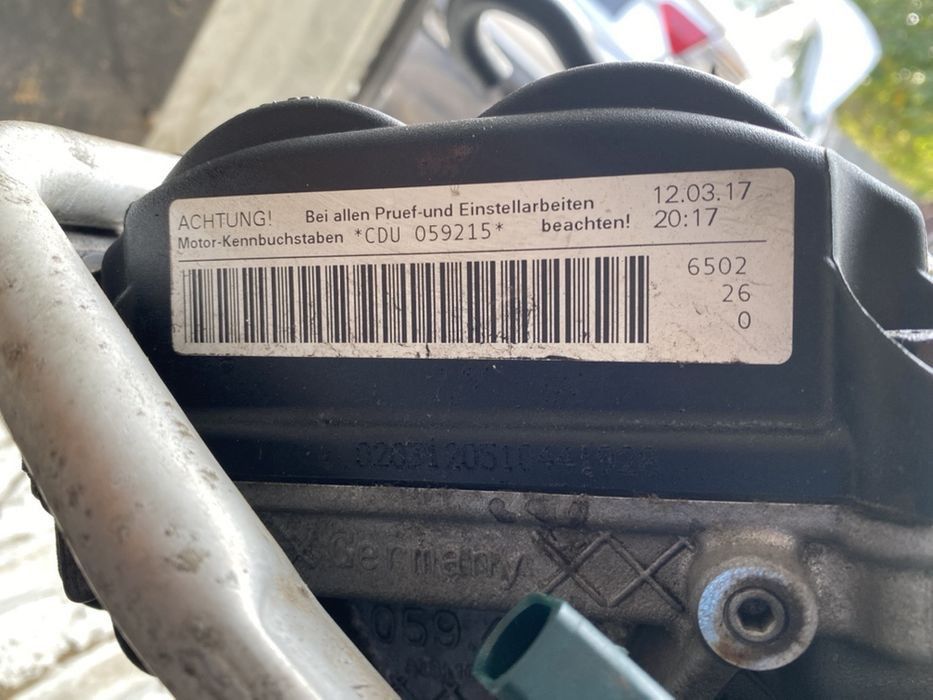 ACHTUNG! Bei allen Pruef-und Einstellarbeiten 12.03.17
Motor-Kennbuchstaben *CDU 059215* beachten! 20:17
6502
26
0
Germany
059.